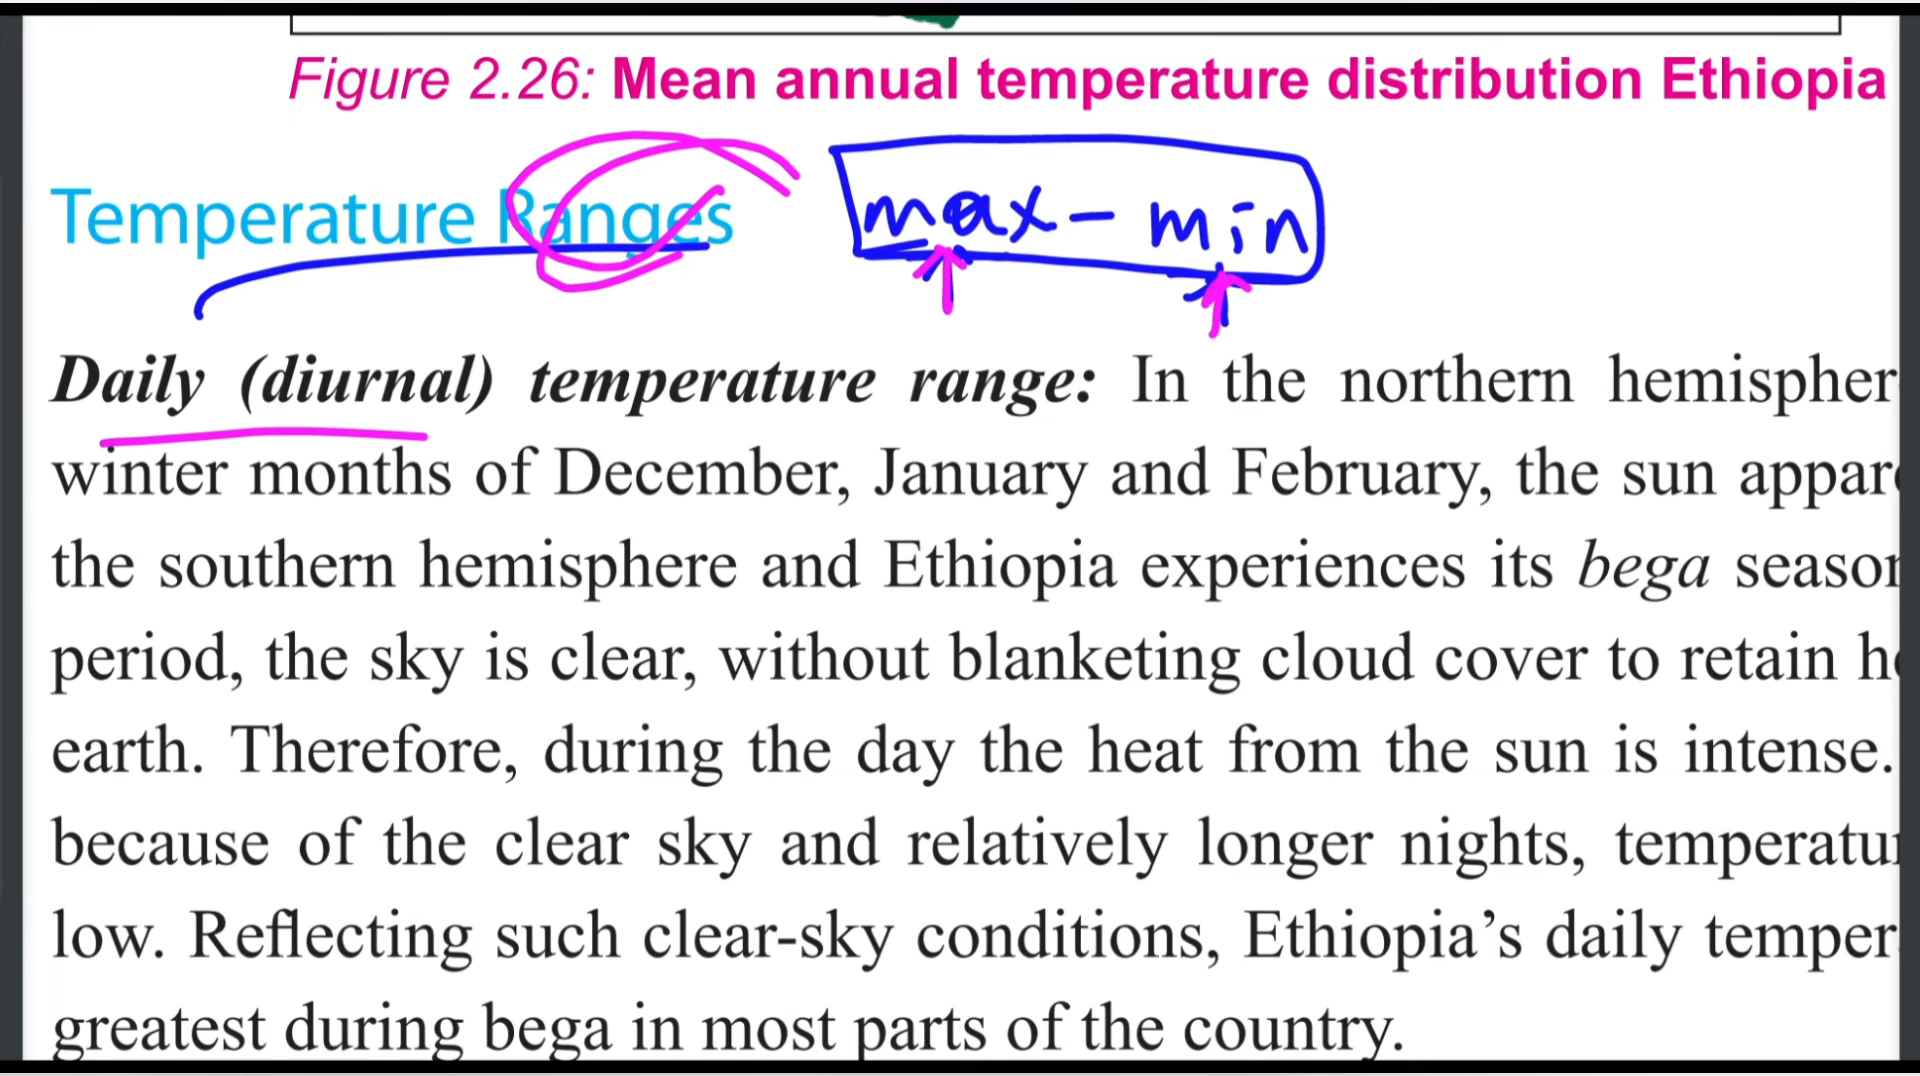 Figure 2.26: Mean annual temperature distribution Ethiopia
Temperature Ranges max - min
Daily (diurnal) temperature range: In the northern hemispher
winter months of December, January and February, the sun appar
the southern hemisphere and Ethiopia experiences its bega season
period, the sky is clear, without blanketing cloud cover to retain h
earth. Therefore, during the day the heat from the sun is intense.
because of the clear sky and relatively longer nights, temperatu
low. Reflecting such clear-sky conditions, Ethiopia’s daily temper
greatest during bega in most parts of the country.